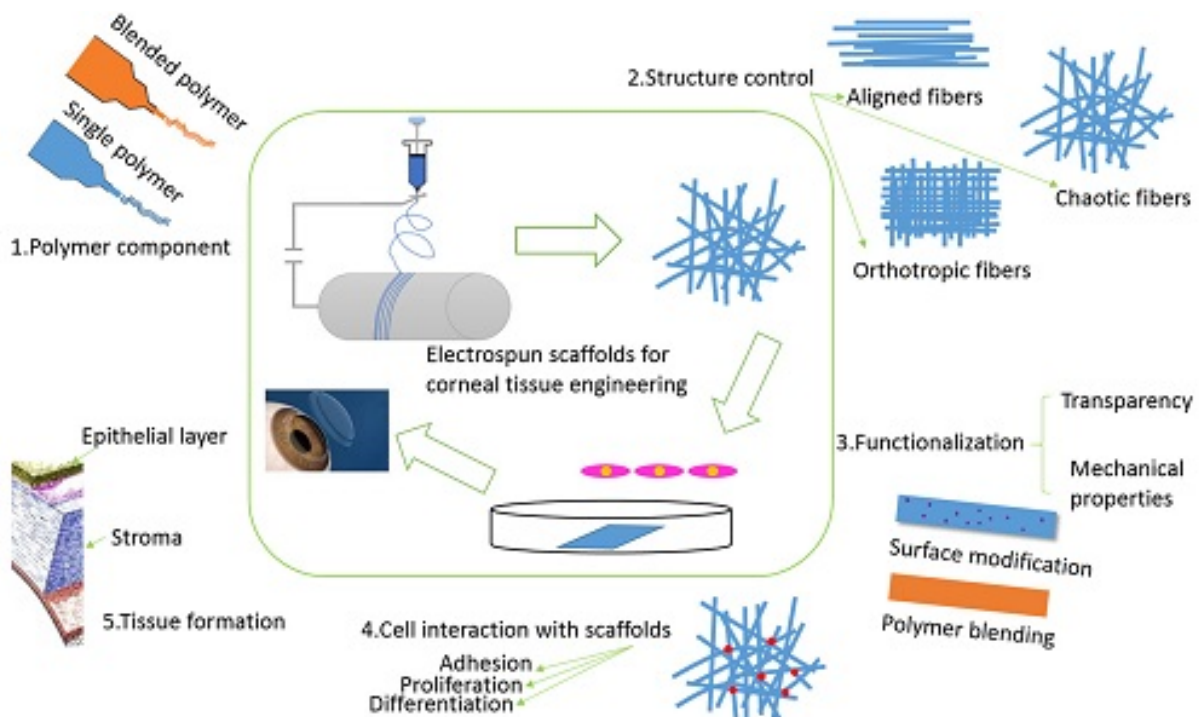 Blended polymer
Single polymer
1.Polymer component
2.Structure control
Aligned fibers
Chaotic fibers
Orthotropic fibers
Electrospun scaffolds for
corneal tissue engineering
3.Functionalization
Transparency
Mechanical
properties
Surface modification
Polymer blending
4.Cell interaction with scaffolds
Adhesion
Proliferation
Differentiation
Epithelial layer
Stroma
5.Tissue formation